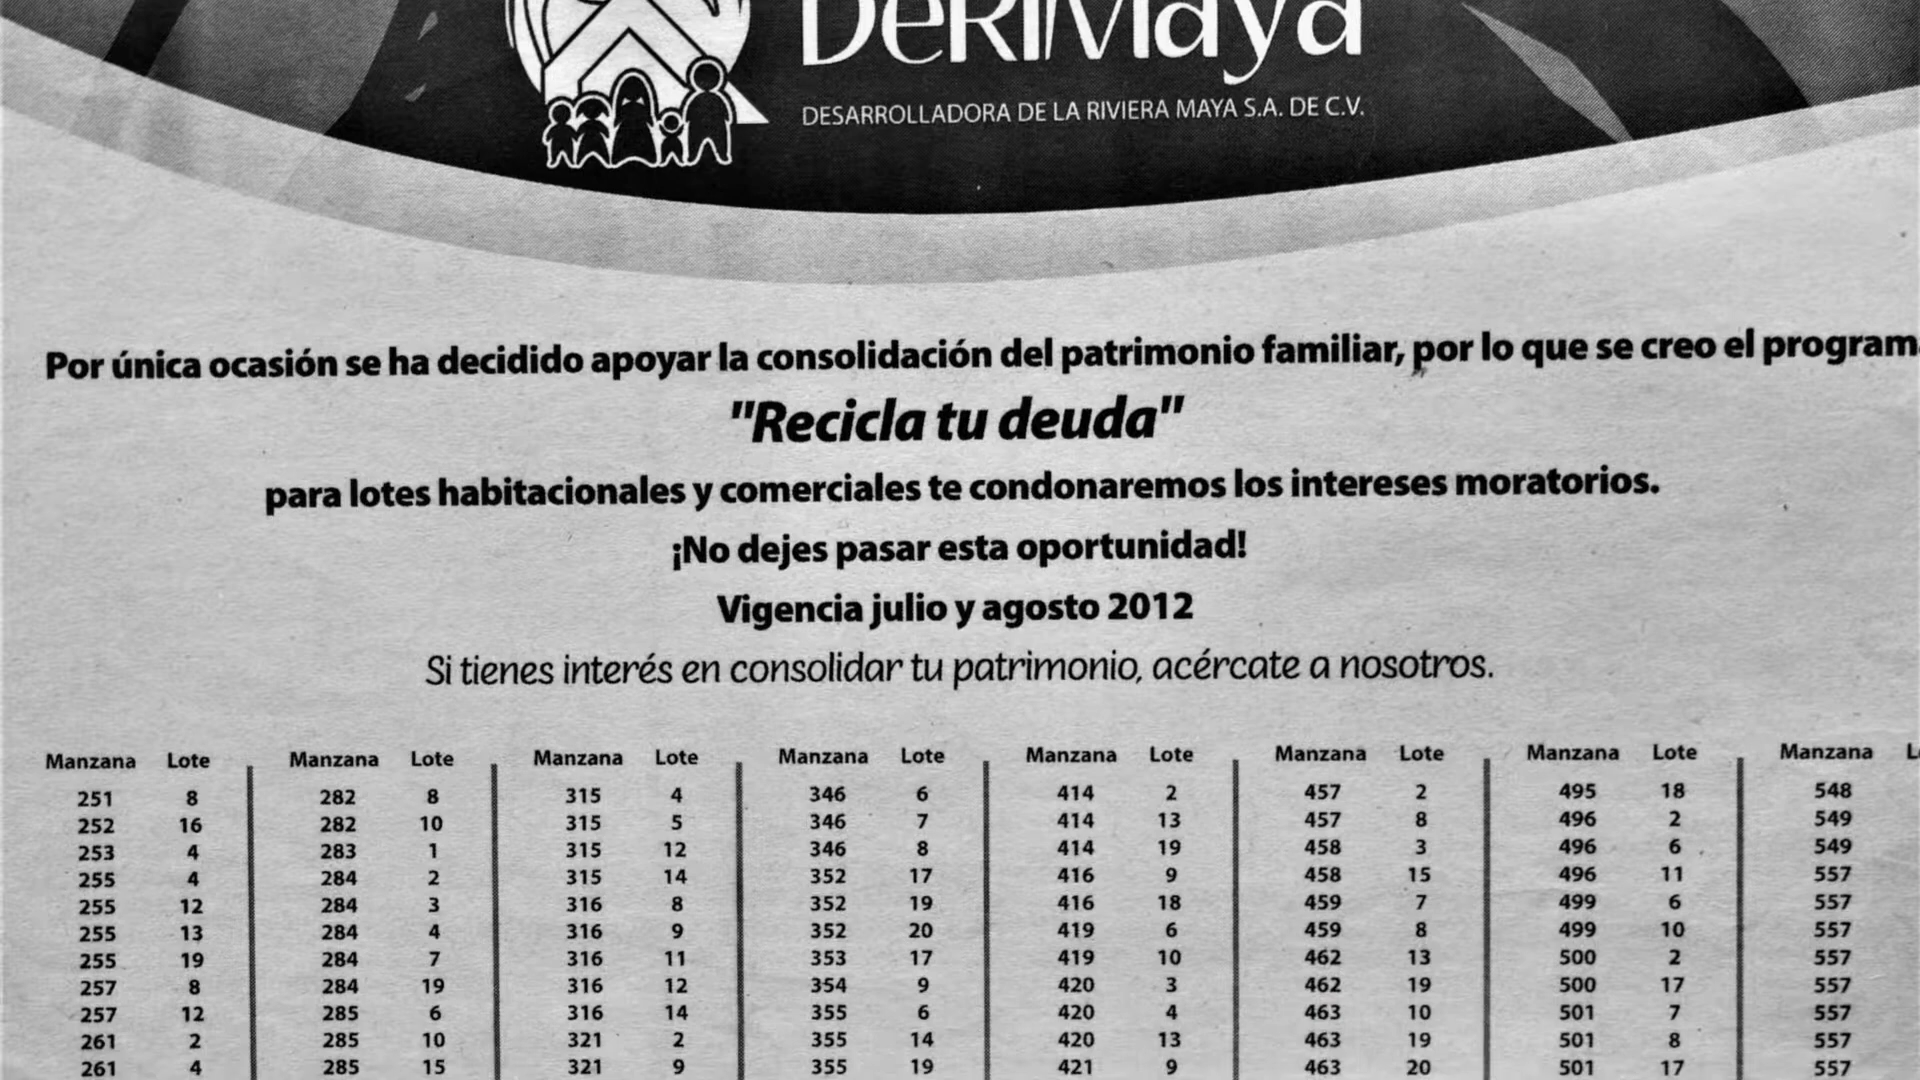 DeRIMaya
DESARROLLADORA DE LA RIVIERA MAYA S.A. DE C.V.
Por única ocasión se ha decidido apoyar la consolidación del patrimonio familiar, por lo que se creo el program
"Recicla tu deuda"
para lotes habitacionales y comerciales te condonaremos los intereses moratorios.
¡No dejes pasar esta oportunidad!
Vigencia julio y agosto 2012
Si tienes interés en consolidar tu patrimonio, acércate a nosotros.
Manzana Lote Manzana Lote Manzana Lote Manzana Lote Manzana Lote Manzana Lote Manzana Lote Manzana
251 8 282 8 315 4 346 6 414 2 457 2 495 18 548
252 16 282 10 315 5 346 7 414 13 457 8 496 2 549
253 4 283 1 315 12 346 8 414 19 458 3 496 6 549
255 4 284 2 315 14 352 17 416 9 458 15 496 11 557
255 12 284 3 316 8 352 19 416 18 459 7 499 6 557
255 13 284 4 316 9 352 20 419 6 459 8 499 10 557
255 19 284 7 316 11 353 17 419 10 462 13 500 2 557
257 8 284 19 316 12 354 9 420 3 462 19 500 17 557
257 12 285 6 316 14 355 6 420 4 463 10 501 7 557
261 2 285 10 321 2 355 14 420 13 463 19 501 8 557
261 4 285 15 321 9 355 19 421 9 463 20 501 17 557